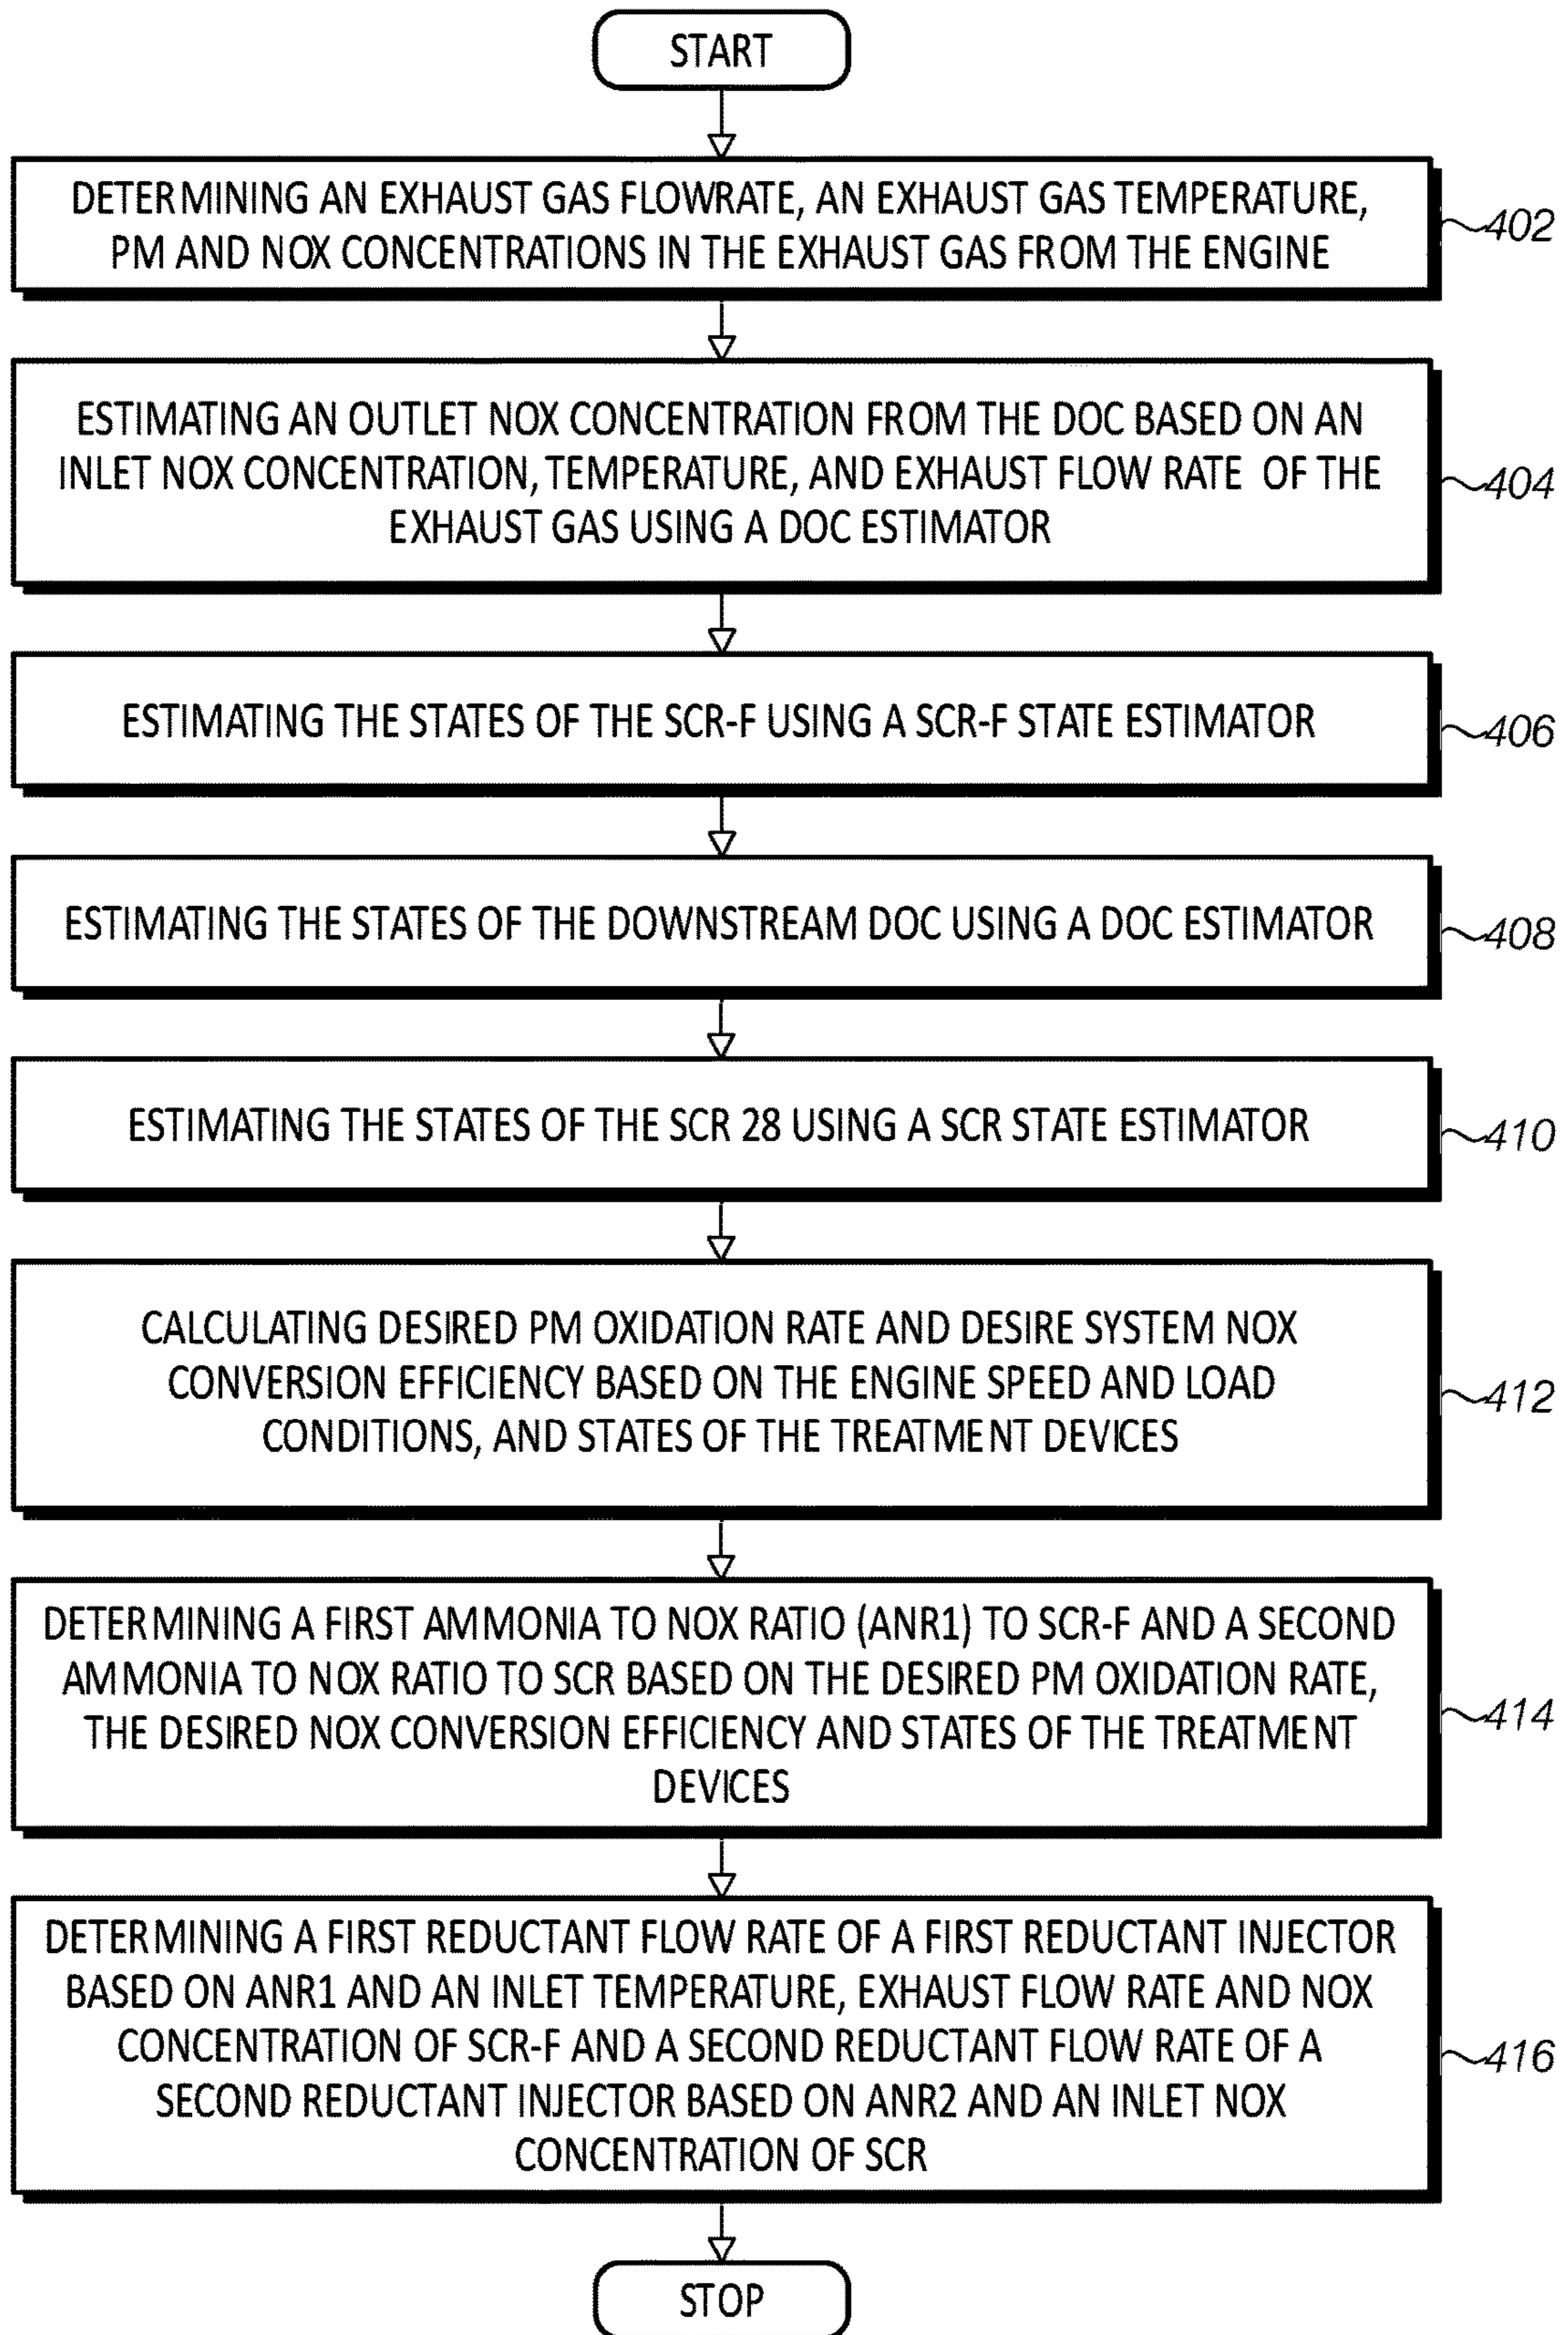 START
DETERMINING AN EXHAUST GAS FLOWRATE, AN EXHAUST GAS TEMPERATURE,
PM AND NOX CONCENTRATIONS IN THE EXHAUST GAS FROM THE ENGINE
402
ESTIMATING AN OUTLET NOX CONCENTRATION FROM THE DOC BASED ON AN
INLET NOX CONCENTRATION, TEMPERATURE, AND EXHAUST FLOW RATE OF THE
EXHAUST GAS USING A DOC ESTIMATOR
404
ESTIMATING THE STATES OF THE SCR-F USING A SCR-F STATE ESTIMATOR
406
ESTIMATING THE STATES OF THE DOWNSTREAM DOC USING A DOC ESTIMATOR
408
ESTIMATING THE STATES OF THE SCR 28 USING A SCR STATE ESTIMATOR
410
CALCULATING DESIRED PM OXIDATION RATE AND DESIRE SYSTEM NOX
CONVERSION EFFICIENCY BASED ON THE ENGINE SPEED AND LOAD
CONDITIONS, AND STATES OF THE TREATMENT DEVICES
412
DETERMINING A FIRST AMMONIA TO NOX RATIO (ANR1) TO SCR-F AND A SECOND
AMMONIA TO NOX RATIO TO SCR BASED ON THE DESIRED PM OXIDATION RATE,
THE DESIRED NOX CONVERSION EFFICIENCY AND STATES OF THE TREATMENT
DEVICES
414
DETERMINING A FIRST REDUCTANT FLOW RATE OF A FIRST REDUCTANT INJECTOR
BASED ON ANR1 AND AN INLET TEMPERATURE, EXHAUST FLOW RATE AND NOX
CONCENTRATION OF SCR-F AND A SECOND REDUCTANT FLOW RATE OF A
SECOND REDUCTANT INJECTOR BASED ON ANR2 AND AN INLET NOX
CONCENTRATION OF SCR
416
STOP